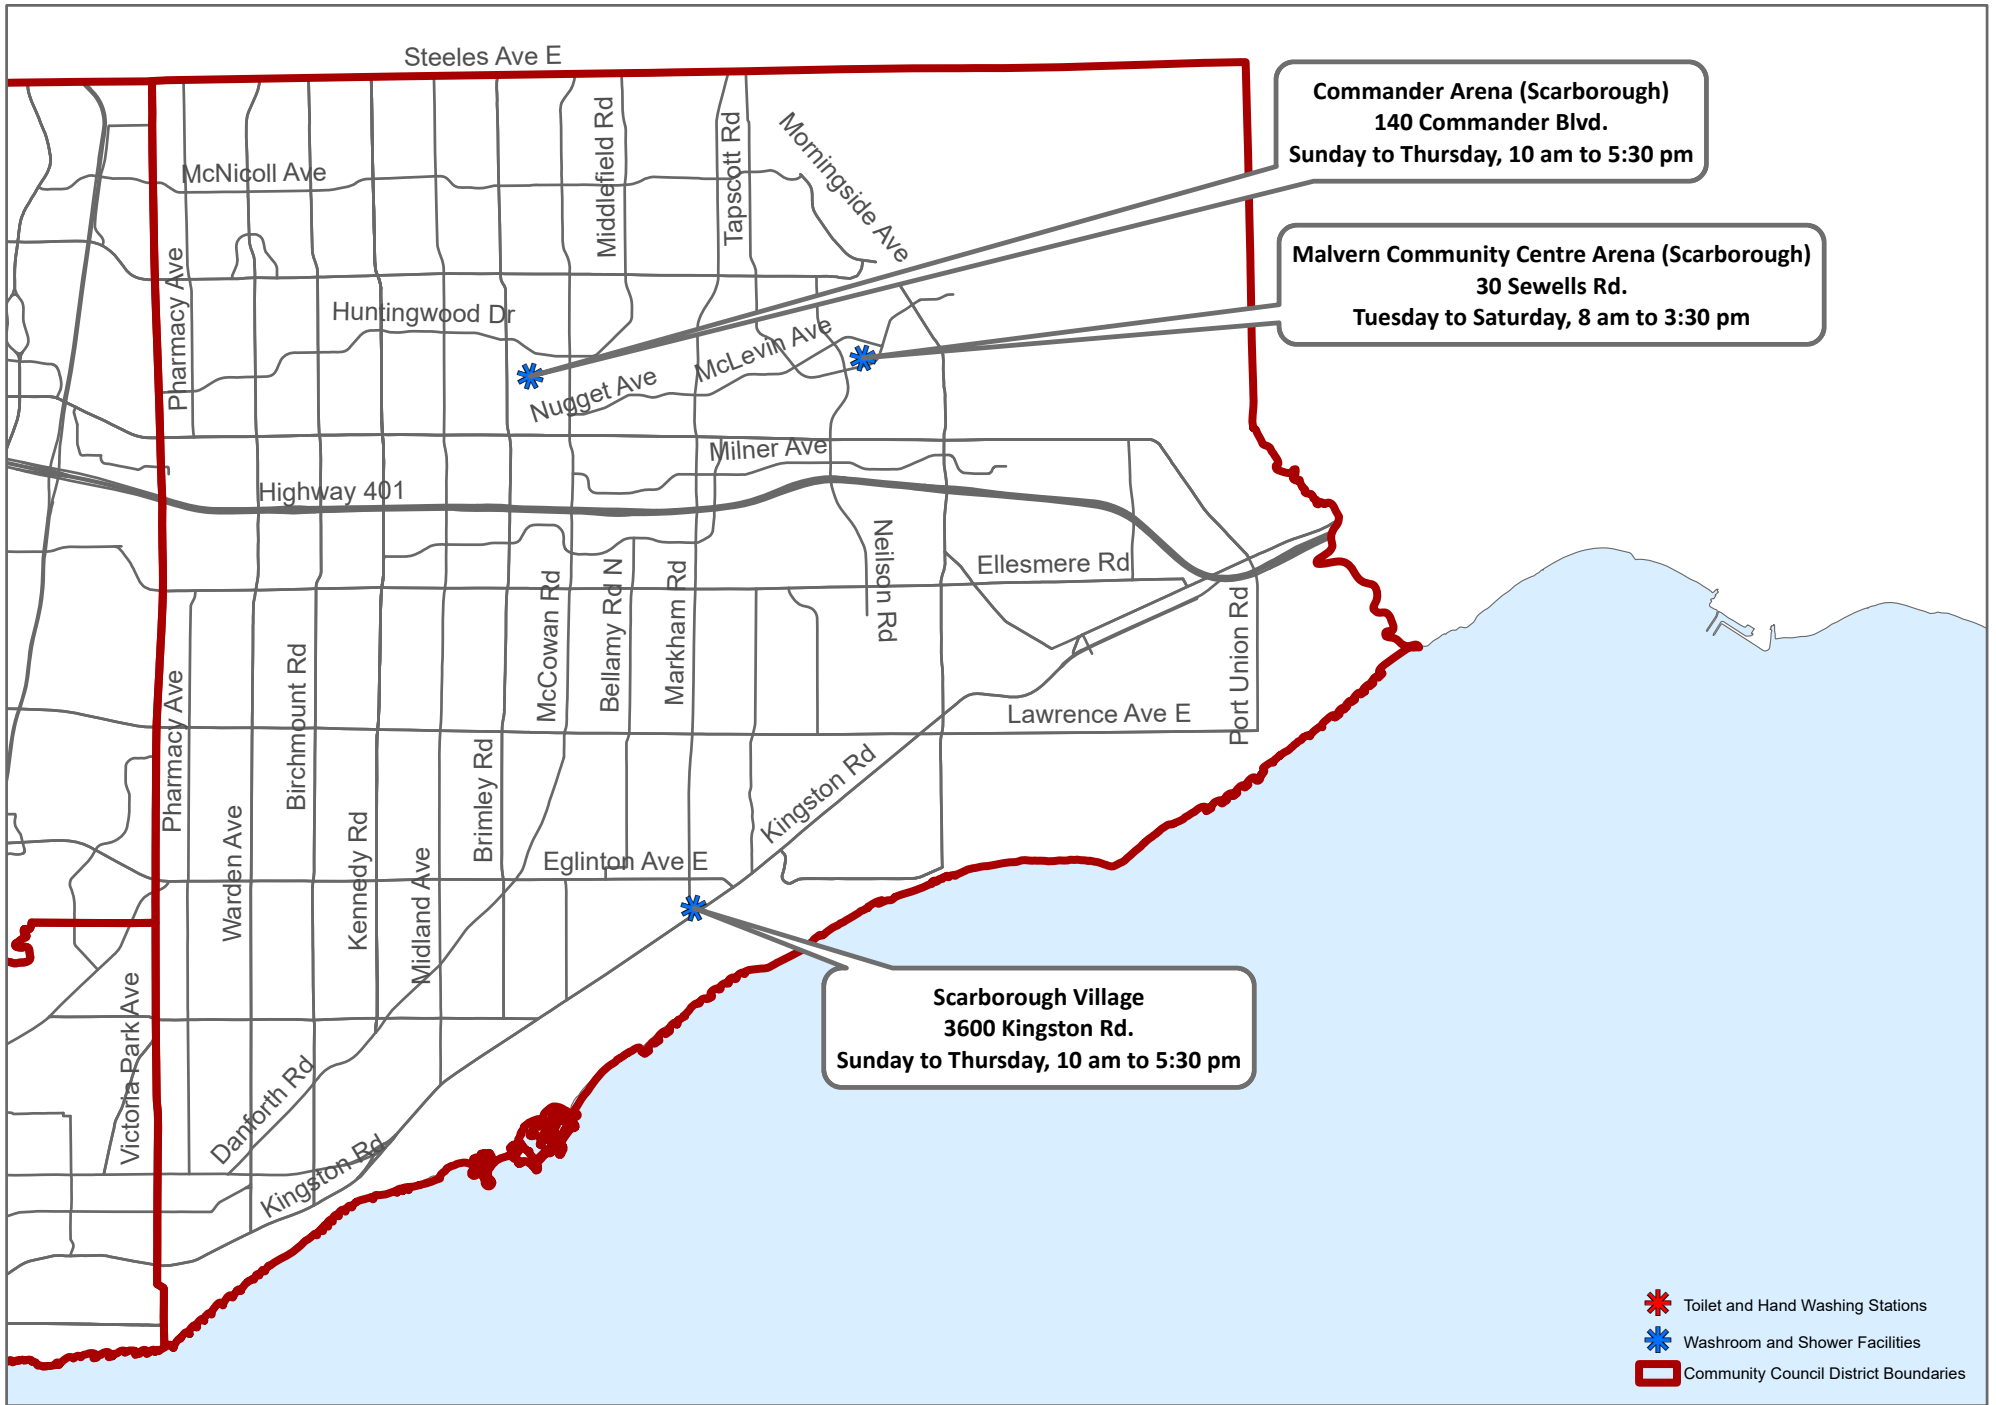 Steeles Ave E
Commander Arena (Scarborough)
140 Commander Blvd.
Sunday to Thursday, 10 am to 5:30 pm
Middlefield Rd
Tapscott Rd
Morningside Ave
McNicoll Ave
Malvern Community Centre Arena (Scarborough)
30 Sewells Rd.
Tuesday to Saturday, 8 am to 3:30 pm
Pharmacy Ave
Huntingwood Dr
McLevin Ave
Nugget Ave
Milner Ave
Highway 401
Neilson Rd
Ellesmere Rd
McCowan Rd
Bellamy Rd N
Markham Rd
Port Union Rd
Birchmount Rd
Pharmacy Ave
Lawrence Ave E
Brimley Rd
Kingston Rd
Warden Ave
Kennedy Rd
Midland Ave
Eglinton Ave E
Scarborough Village
3600 Kingston Rd.
Sunday to Thursday, 10 am to 5:30 pm
Victoria Park Ave
Danforth Rd
Kingston Rd
Toilet and Hand Washing Stations
Washroom and Shower Facilities
Community Council District Boundaries